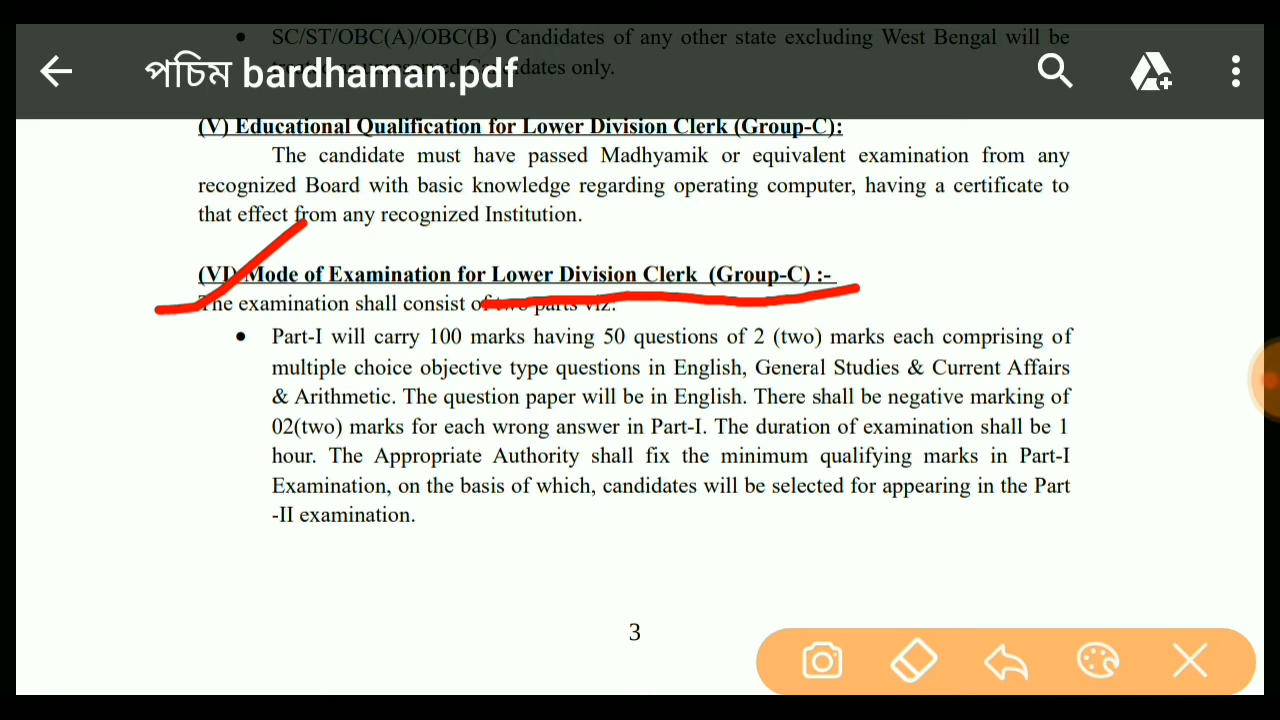 SC/ST/OBC(A)/OBC(B) Candidates of any other state excluding West Bengal will be
Candidates only.
পচিম bardhaman.pdf
(V) Educational Qualification for Lower Division Clerk (Group-C):
The candidate must have passed Madhyamik or equivalent examination from any
recognized Board with basic knowledge regarding operating computer, having a certificate to
that effect from any recognized Institution.
(VI) Mode of Examination for Lower Division Clerk (Group-C) :-
The examination shall consist of two parts viz.
Part-I will carry 100 marks having 50 questions of 2 (two) marks each comprising of
multiple choice objective type questions in English, General Studies & Current Affairs
& Arithmetic. The question paper will be in English. There shall be negative marking of
02(two) marks for each wrong answer in Part-I. The duration of examination shall be 1
hour. The Appropriate Authority shall fix the minimum qualifying marks in Part-I
Examination, on the basis of which, candidates will be selected for appearing in the Part
-II examination.
3